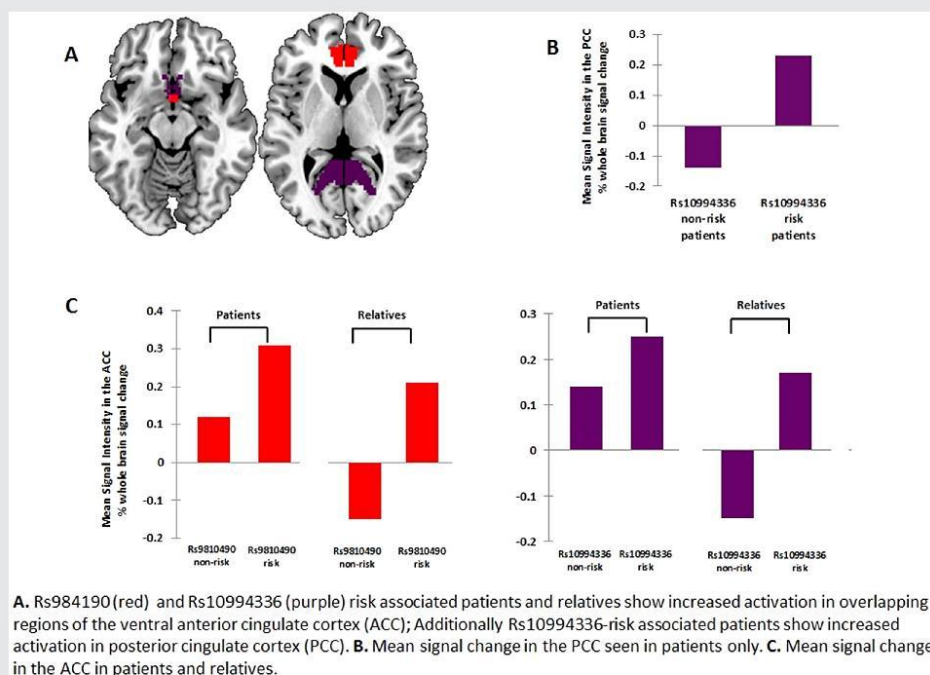 A
B
Mean Signal Intensity in the PCC
% whole brain signal change
0.3
0.2
0.1
0
-0.1
-0.2
Rs10994336
non-risk
patients
Rs10994336
risk
patients
C
Mean Signal Intensity in the ACC
% whole brain signal change
0.4
0.3
0.2
0.1
0
-0.1
-0.2
Patients
Relatives
Rs9810490
non-risk
Rs9810490
risk
Rs9810490
non-risk
Rs9810490
risk
0.3
0.2
0.1
0
-0.1
-0.2
Patients
Relatives
Rs10994336
non-risk
Rs10994336
risk
Rs10994336
non-risk
Rs10994336
risk
A. Rs984190 (red) and Rs10994336 (purple) risk associated patients and relatives show increased activation in overlapping
regions of the ventral anterior cingulate cortex (ACC); Additionally Rs10994336-risk associated patients show increased
activation in posterior cingulate cortex (PCC). B. Mean signal change in the PCC seen in patients only. C. Mean signal change
in the ACC in patients and relatives.